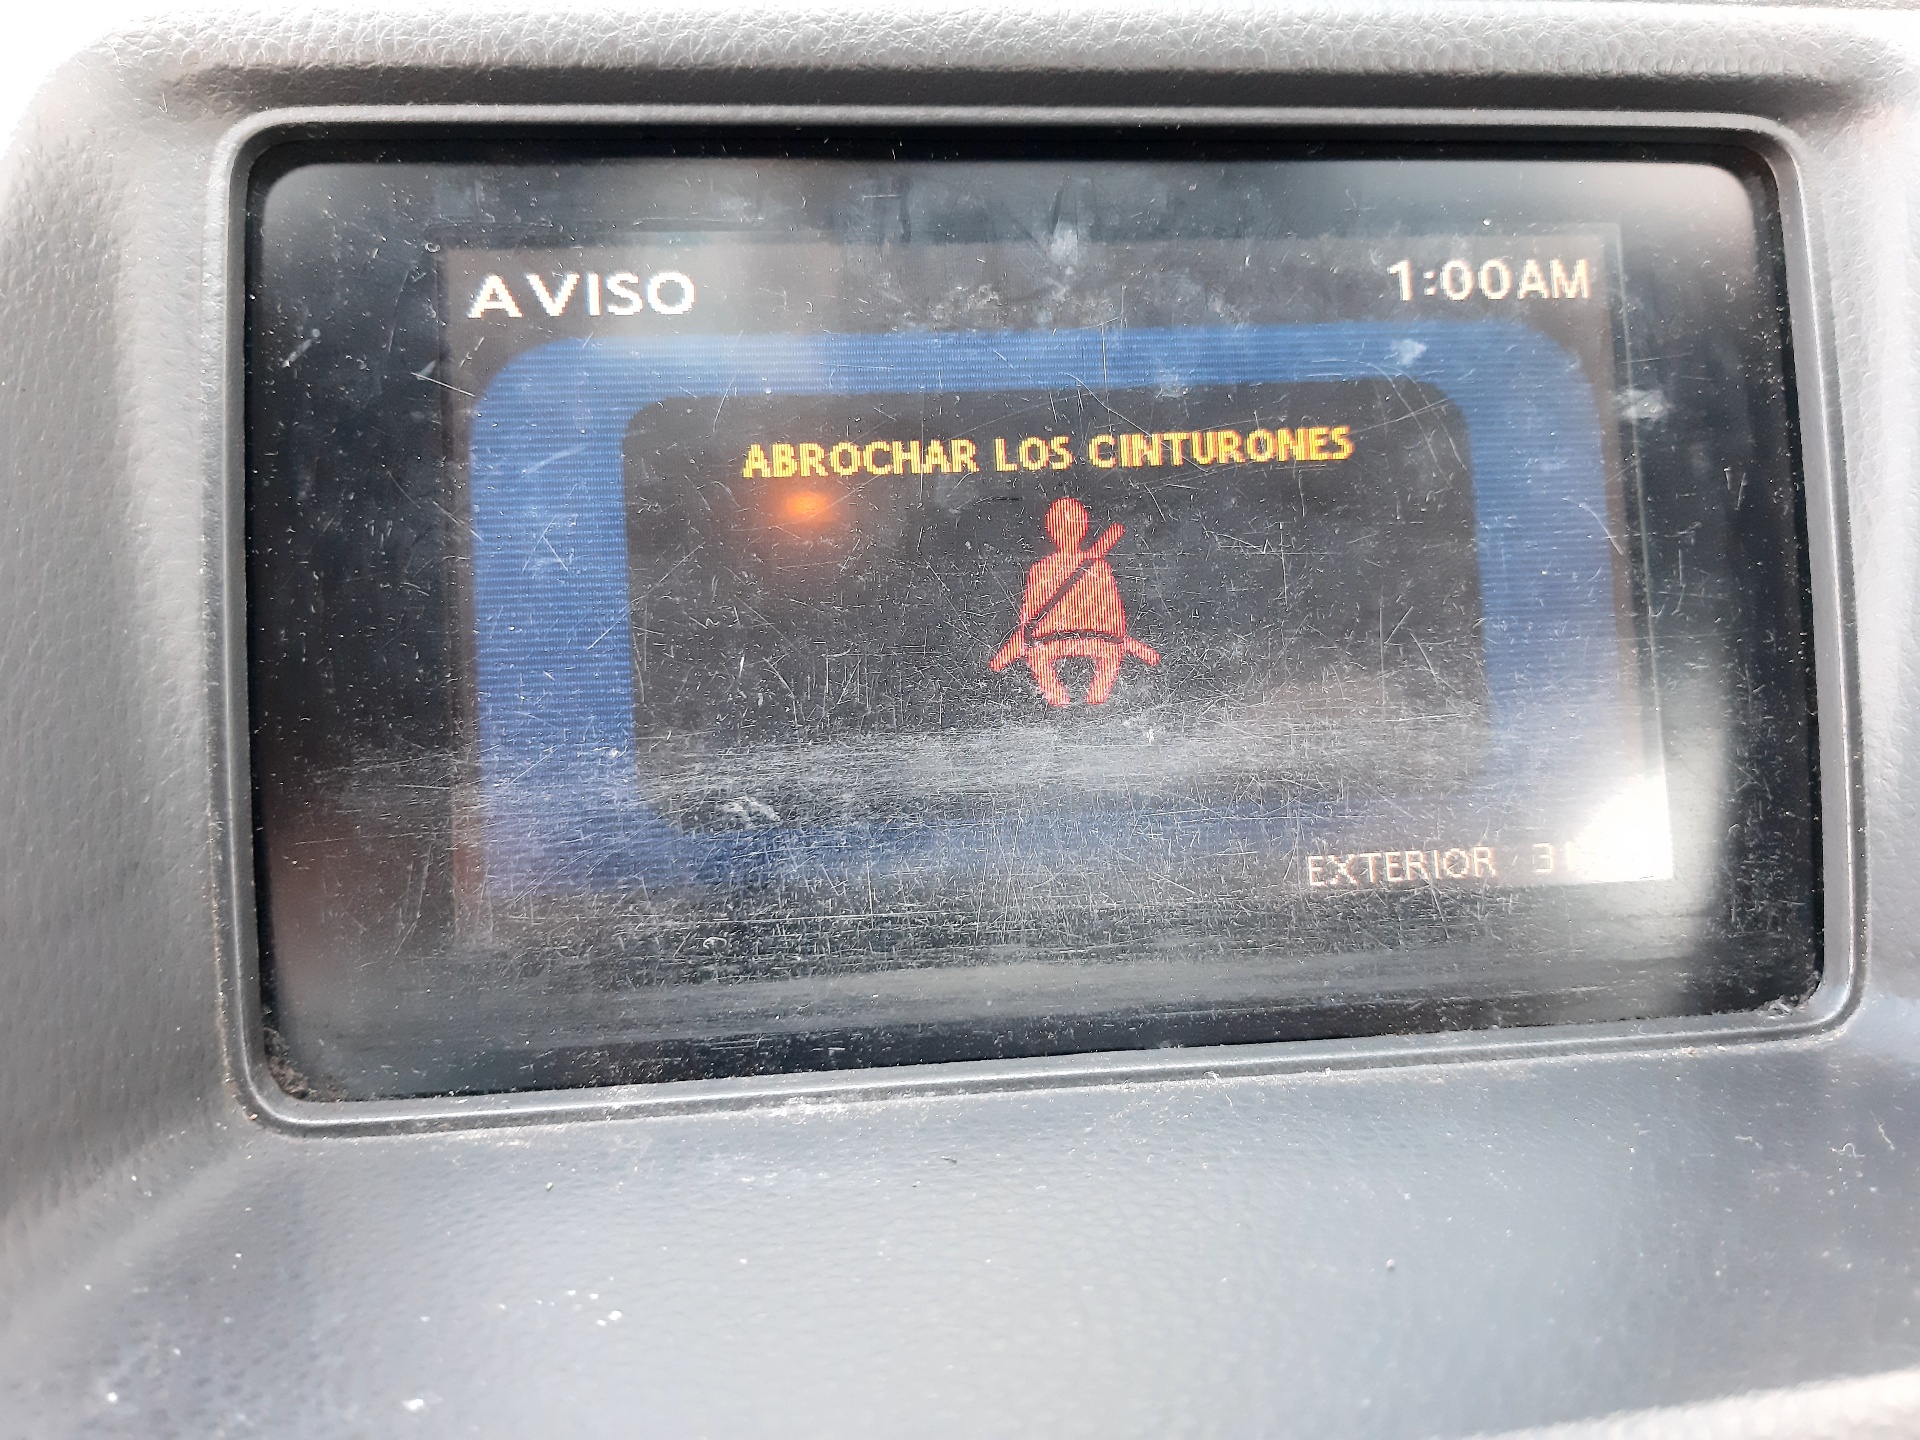 AVISO
1:00AM
ABROCHAR LOS CINTURONES
EXTERIOR